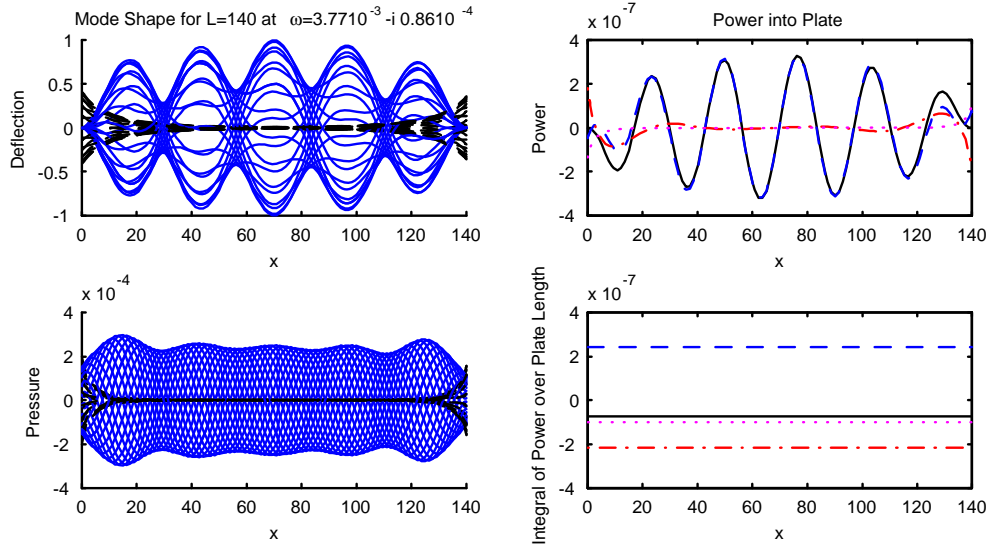 Mode Shape for L=140 at ω=3.7710⁻³ -i 0.8610⁻⁴
1
0.5
0
-0.5
-1
0 20 40 60 80 100 120 140
x
Deflection
Power into Plate
x 10⁻⁷
4
2
0
-2
-4
0 20 40 60 80 100 120 140
x
Power
x 10⁻⁴
4
2
0
-2
-4
0 20 40 60 80 100 120 140
x
Pressure
x 10⁻⁷
4
2
0
-2
-4
0 20 40 60 80 100 120 140
x
Integral of Power over Plate Length